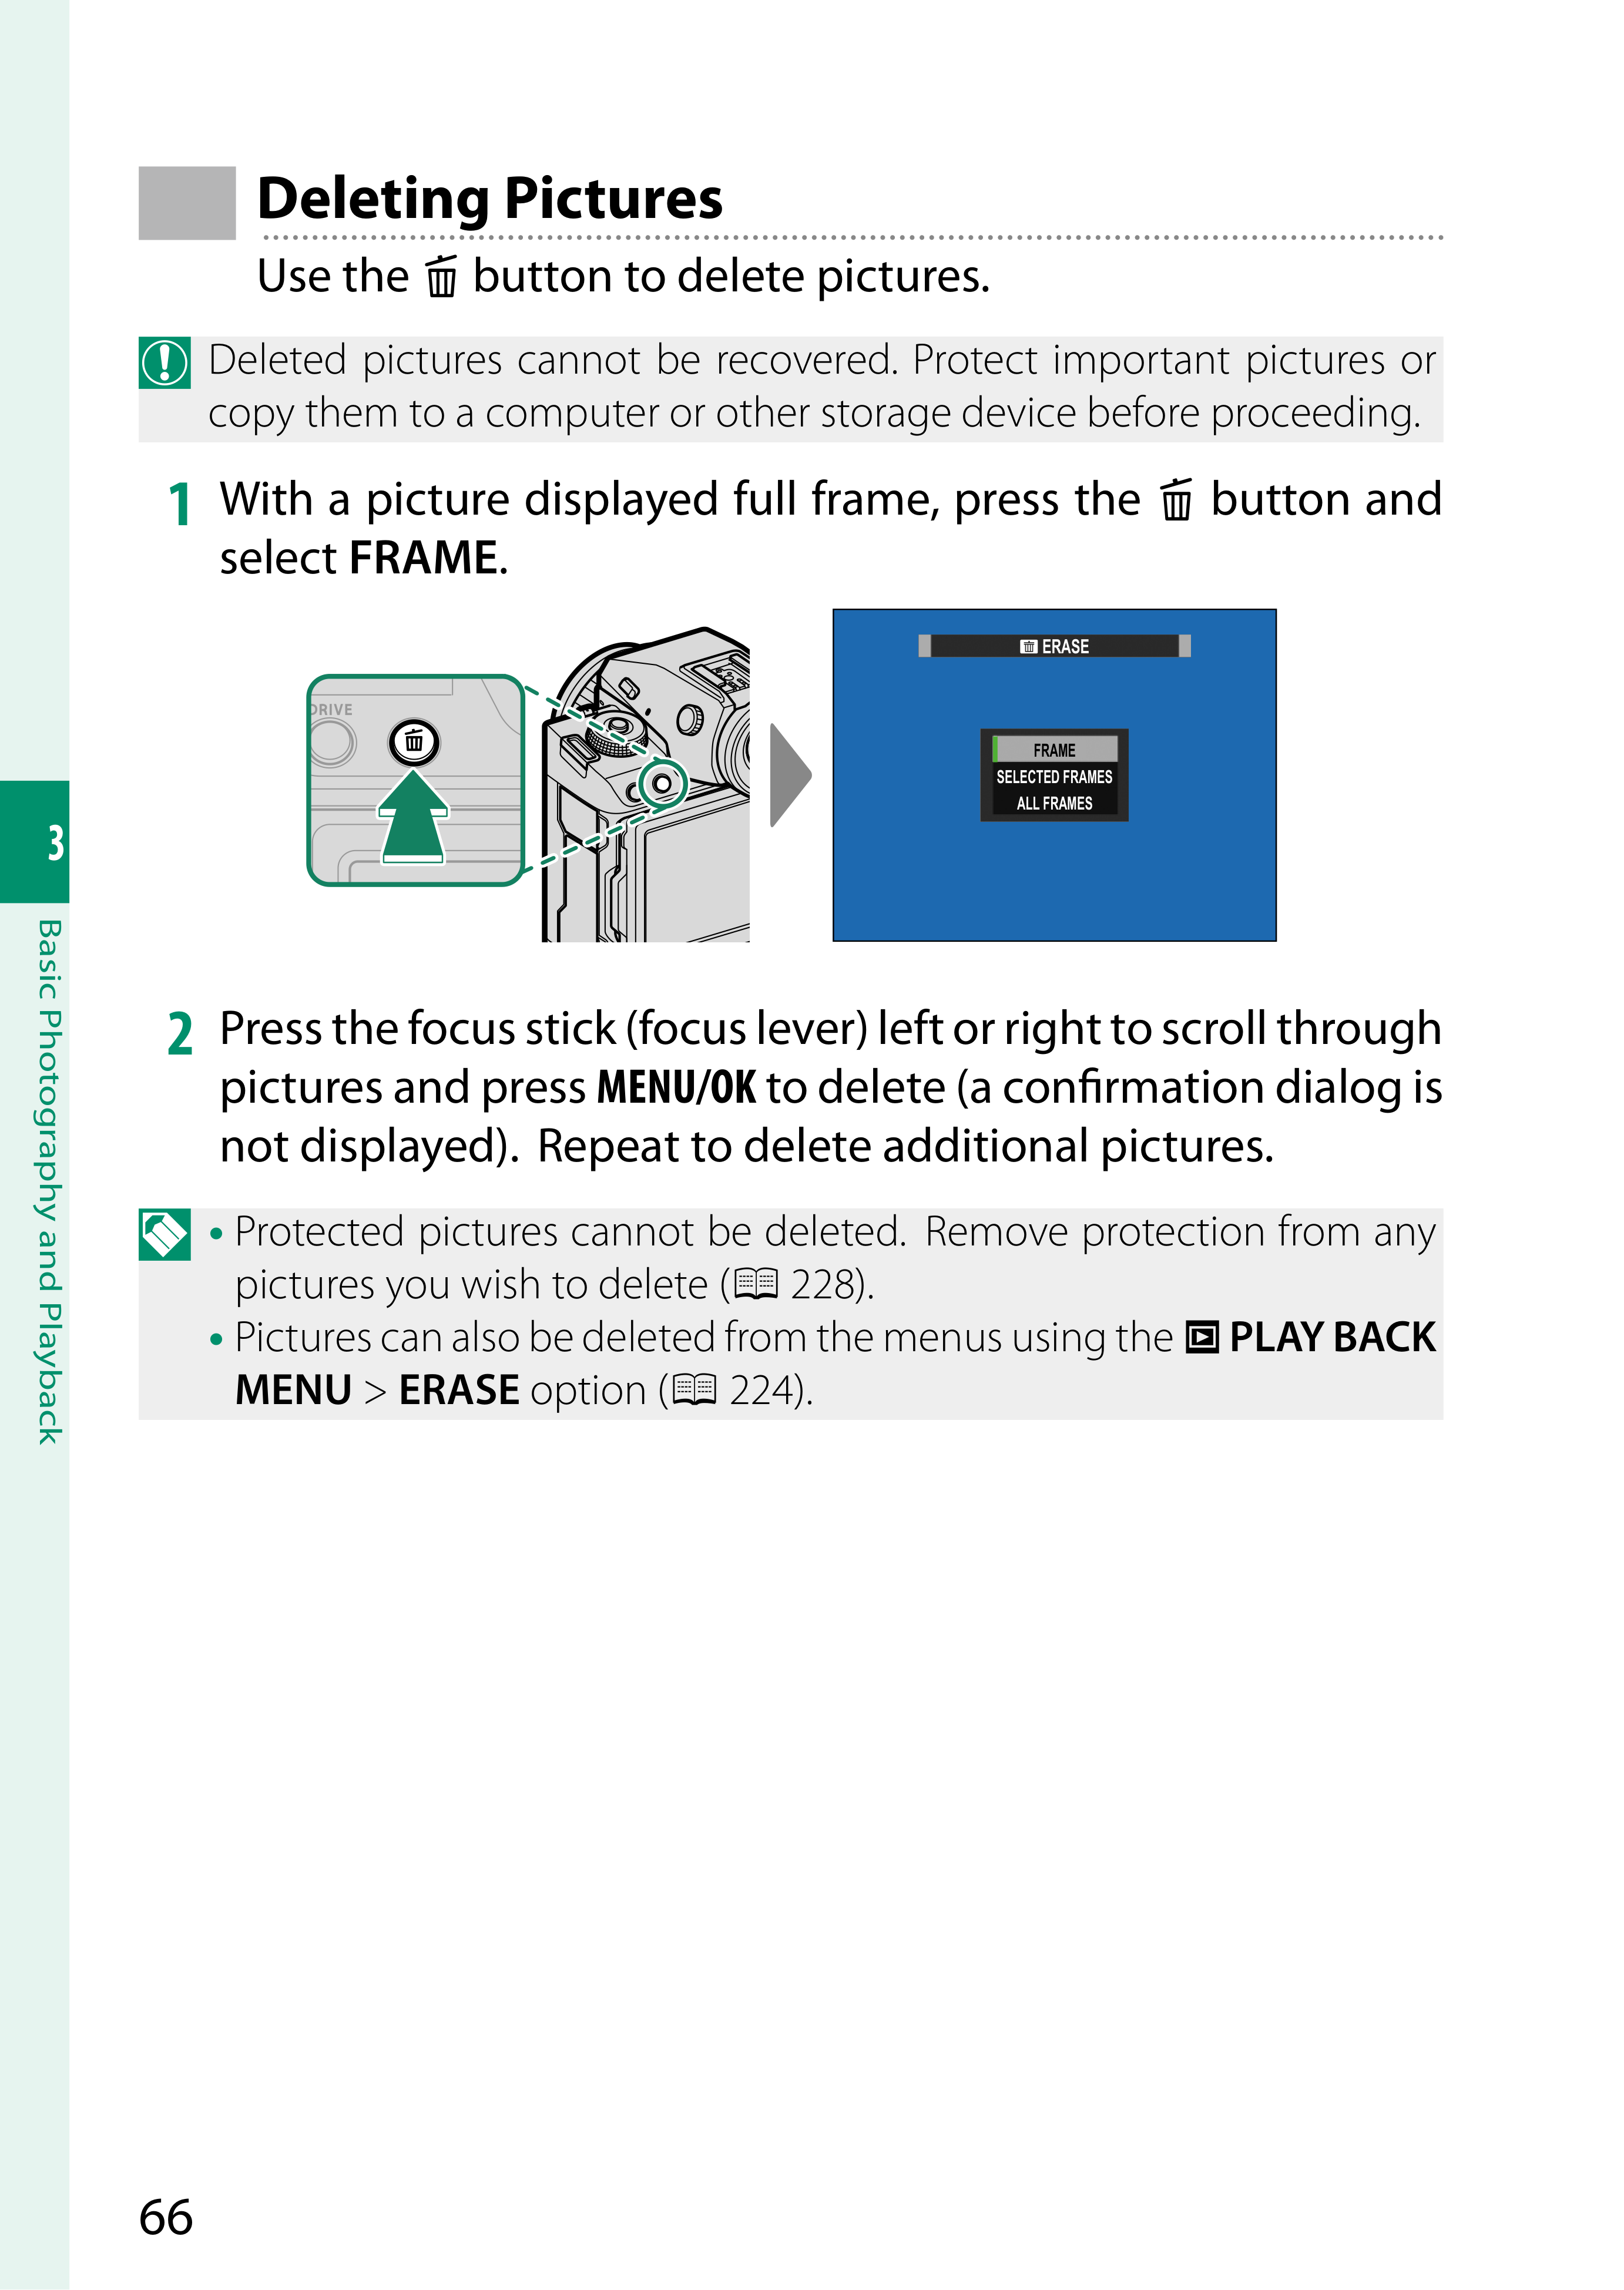 Deleting Pictures
Use the button to delete pictures.
Deleted pictures cannot be recovered. Protect important pictures or
copy them to a computer or other storage device before proceeding.
1 With a picture displayed full frame, press the button and
select FRAME.
DRIVE
ERASE
FRAME
SELECTED FRAMES
ALL FRAMES
2 Press the focus stick (focus lever) left or right to scroll through
pictures and press MENU/OK to delete (a confirmation dialog is
not displayed). Repeat to delete additional pictures.
• Protected pictures cannot be deleted. Remove protection from any
pictures you wish to delete ( 228).
• Pictures can also be deleted from the menus using the PLAY BACK
MENU > ERASE option ( 224).
3
Basic Photography and Playback
66